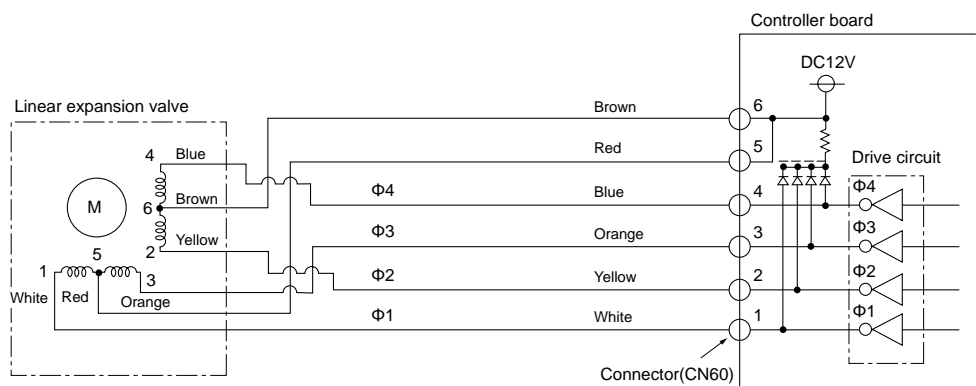 Controller board
DC12V
Linear expansion valve
Brown 6
Red 5
4 Blue
Drive circuit
M
6 Brown
Φ4 Blue 4 Φ4
2 Yellow
Φ3 Orange 3 Φ3
5
1 3
Φ2 Yellow 2 Φ2
White Red Orange
Φ1 White 1 Φ1
Connector(CN60)